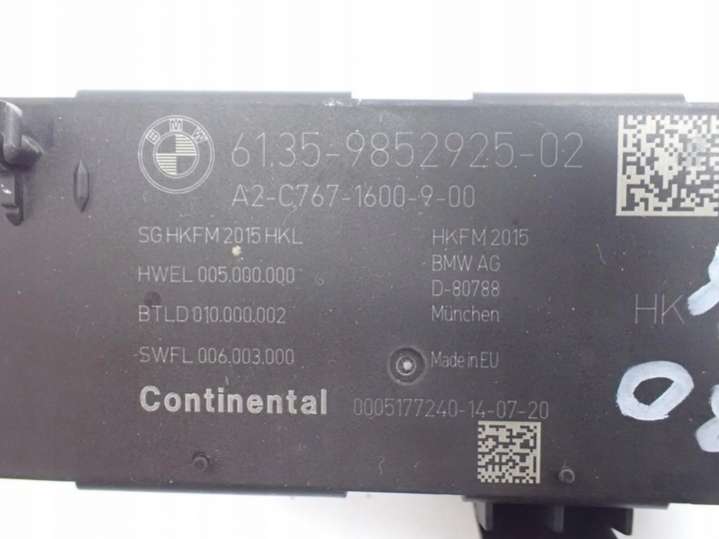 BMW
61.35-9852925-02
A2-C767-1600-9-00
SG HKFM 2015 HKL
HWEL 005.000.000
BTLD 010.000.002
SWFL 006.003.000
HKFM 2015
BMW AG
D-80788
München
Made in EU
HK
Continental
0005177240-14-07-20